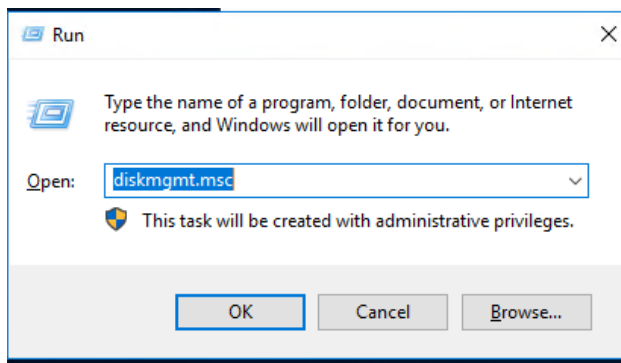 Run
Type the name of a program, folder, document, or Internet
resource, and Windows will open it for you.
Open: diskmgmt.msc
This task will be created with administrative privileges.
OK Cancel Browse...